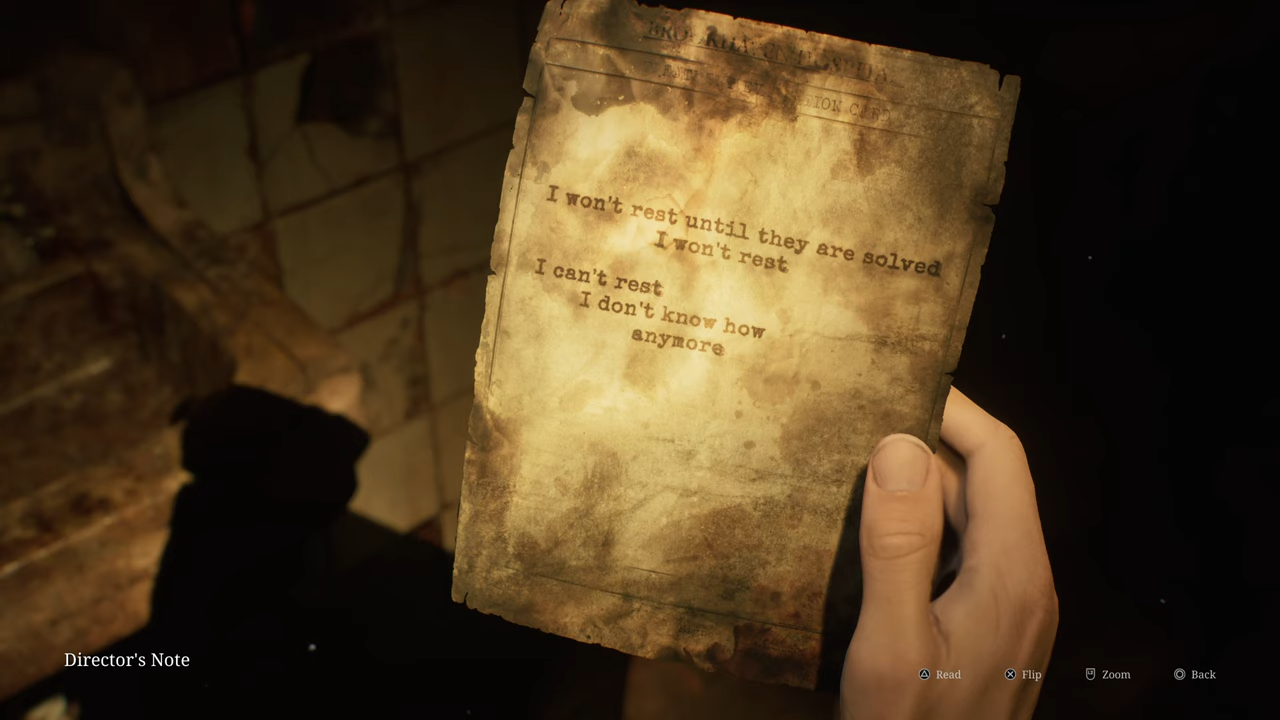 CARD
I won't rest until they are solved
I won't rest
I can't rest
I don't know how
anymore
Director's Note
Read
Flip
Zoom
Back